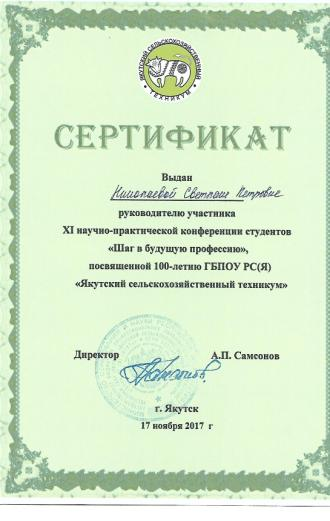 ЯКУТСКИЙ СЕЛЬСКОХОЗЯЙСТВЕННЫЙ
ТЕХНИКУМ
СЕРТИФИКАТ
Выдан
Николаевой Светлане Петровне
руководителю участника
XI научно-практической конференции студентов
«Шаг в будущую профессию»,
посвященной 100-летию ГБПОУ РС(Я)
«Якутский сельскохозяйственный техникум»
Директор А.П. Самсонов
г. Якутск
17 ноября 2017 г